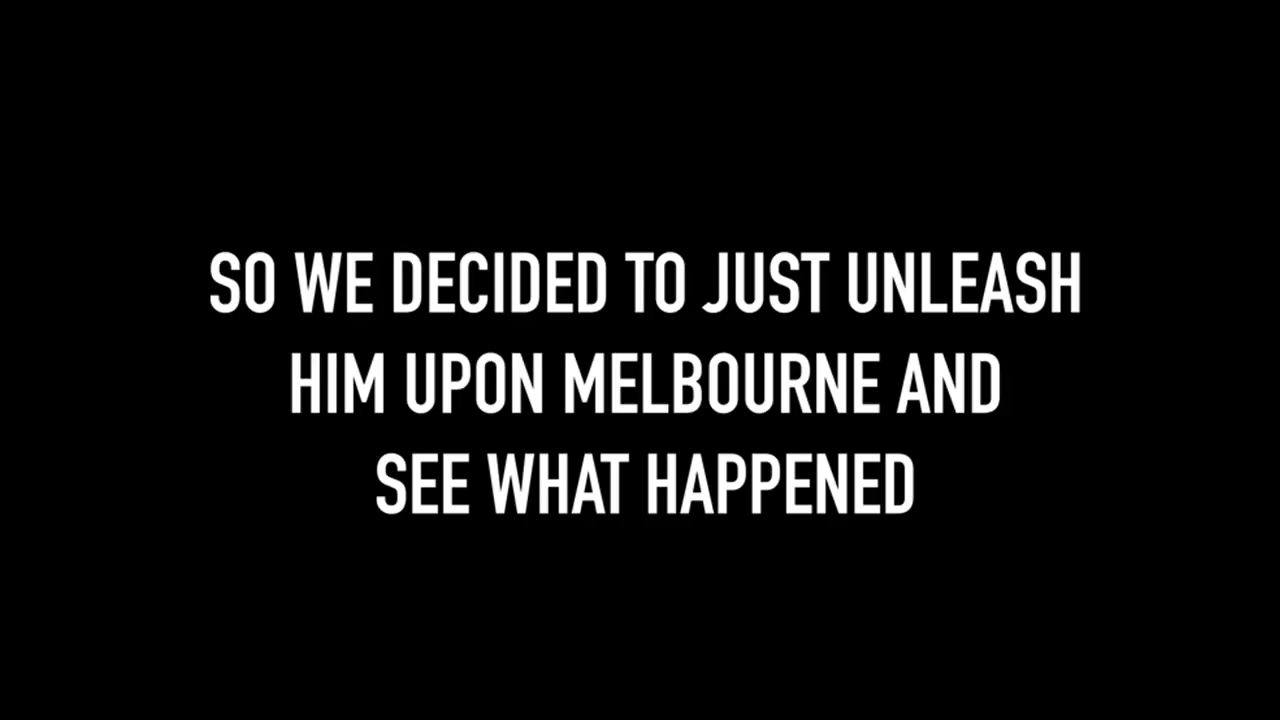 SO WE DECIDED TO JUST UNLEASH
HIM UPON MELBOURNE AND
SEE WHAT HAPPENED